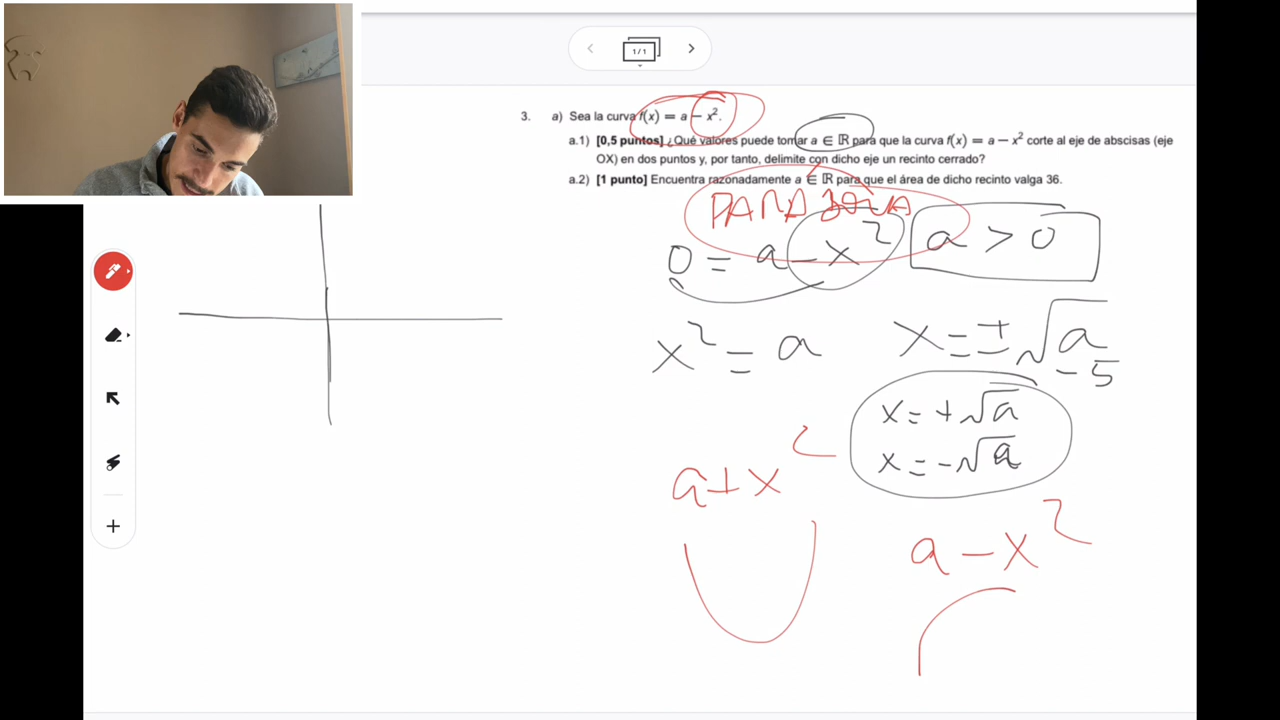 1/1
3. a) Sea la curva f(x) = a − x².
a.1) [0,5 puntos] ¿Qué valores puede tomar a ∈ ℝ para que la curva f(x) = a − x² corte al eje de abscisas (eje
OX) en dos puntos y, por tanto, delimite con dicho eje un recinto cerrado?
a.2) [1 punto] Encuentra razonadamente a ∈ ℝ para que el área de dicho recinto valga 36.
PARABOLA
0 = a − x² a > 0
x² = a x = ± √a
−5
x = + √a
x = − √a
a + x²
a − x²